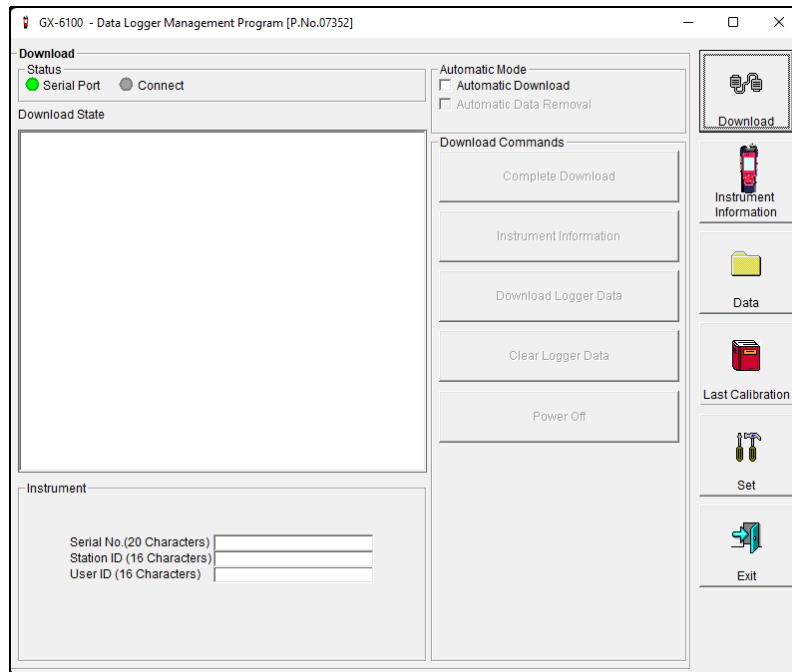 GX-6100 - Data Logger Management Program [P.No.07352]
Download
Status
Serial Port
Connect
Download State
Automatic Mode
Automatic Download
Automatic Data Removal
Download Commands
Complete Download
Instrument Information
Download Logger Data
Clear Logger Data
Power Off
Instrument
Serial No.(20 Characters)
Station ID (16 Characters)
User ID (16 Characters)
Download
Instrument
Information
Data
Last Calibration
Set
Exit